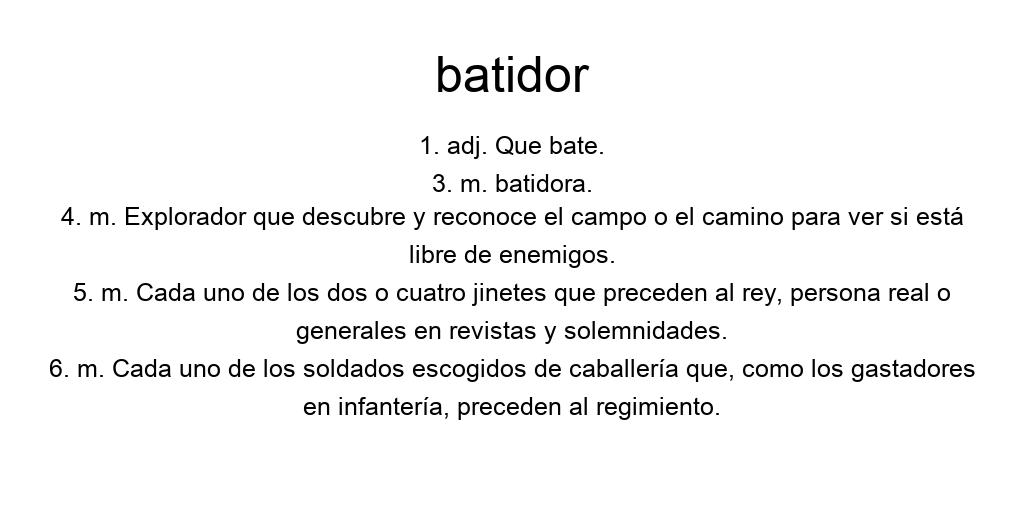 batidor
1. adj. Que bate.
3. m. batidora.
4. m. Explorador que descubre y reconoce el campo o el camino para ver si está
libre de enemigos.
5. m. Cada uno de los dos o cuatro jinetes que preceden al rey, persona real o
generales en revistas y solemnidades.
6. m. Cada uno de los soldados escogidos de caballería que, como los gastadores
en infantería, preceden al regimiento.